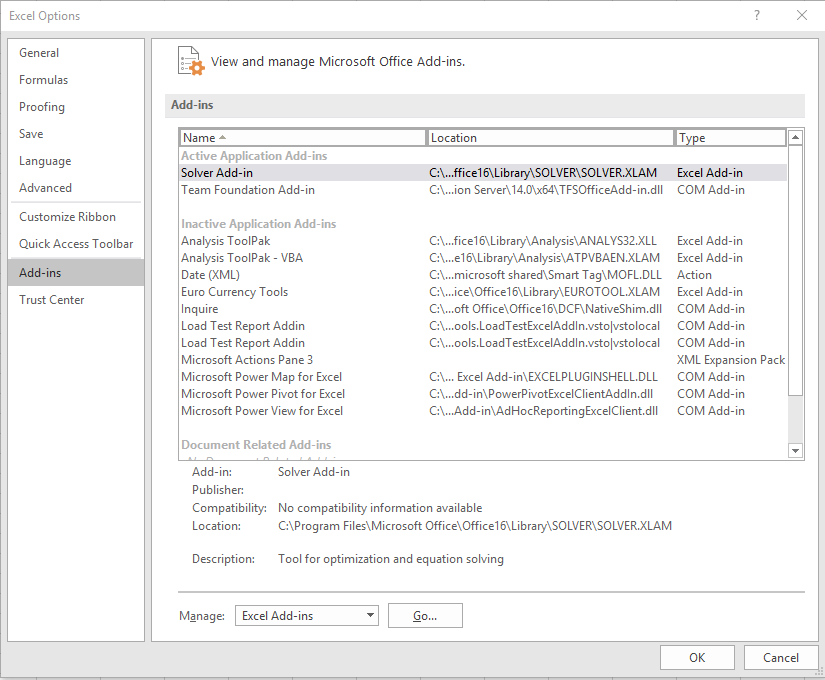 Excel Options
?
General
Formulas
Proofing
Save
Language
Advanced
Customize Ribbon
Quick Access Toolbar
Add-ins
Trust Center
View and manage Microsoft Office Add-ins.
Add-ins
Name Location Type
Active Application Add-ins
Solver Add-in C:\...ffice16\Library\SOLVER\SOLVER.XLAM Excel Add-in
Team Foundation Add-in C:\...ion Server\14.0\x64\TFSOfficeAdd-in.dll COM Add-in
Inactive Application Add-ins
Analysis ToolPak C:\...fice16\Library\Analysis\ANALYS32.XLL Excel Add-in
Analysis ToolPak - VBA C:\...e16\Library\Analysis\ATPVBAEN.XLAM Excel Add-in
Date (XML) C:\...microsoft shared\Smart Tag\MOFL.DLL Action
Euro Currency Tools C:\...ice\Office16\Library\EUROTOOL.XLAM Excel Add-in
Inquire C:\...oft Office\Office16\DCF\NativeShim.dll COM Add-in
Load Test Report Addin C:\...ools.LoadTestExcelAddIn.vsto|vstolocal COM Add-in
Load Test Report Addin C:\...ools.LoadTestExcelAddIn.vsto|vstolocal COM Add-in
Microsoft Actions Pane 3 XML Expansion Pack
Microsoft Power Map for Excel C:\... Excel Add-in\EXCELPLUGINSHELL.DLL COM Add-in
Microsoft Power Pivot for Excel C:\...dd-in\PowerPivotExcelClientAddIn.dll COM Add-in
Microsoft Power View for Excel C:\...Add-in\AdHocReportingExcelClient.dll COM Add-in
Document Related Add-ins
Add-in: Solver Add-in
Publisher:
Compatibility: No compatibility information available
Location: C:\Program Files\Microsoft Office\Office16\Library\SOLVER\SOLVER.XLAM
Description: Tool for optimization and equation solving
Manage: Excel Add-ins Go...
OK Cancel